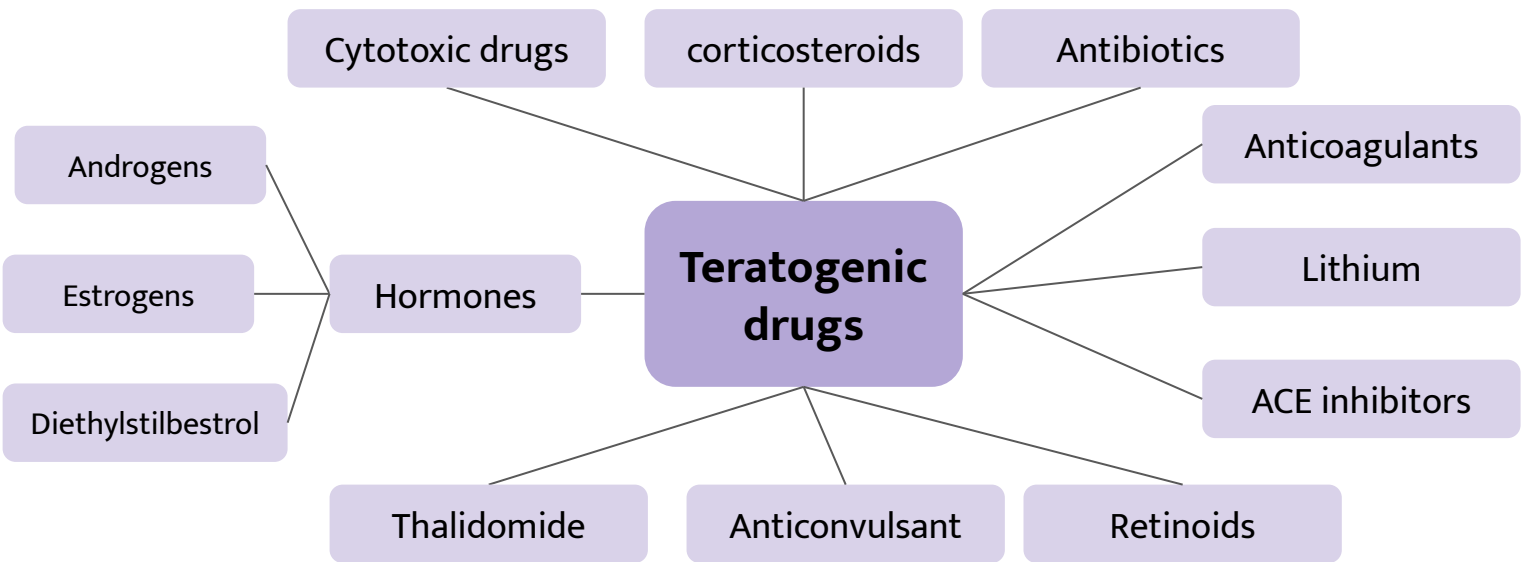 Cytotoxic drugs
corticosteroids
Antibiotics
Androgens
Anticoagulants
Estrogens
Hormones
Teratogenic
drugs
Lithium
Diethylstilbestrol
ACE inhibitors
Thalidomide
Anticonvulsant
Retinoids